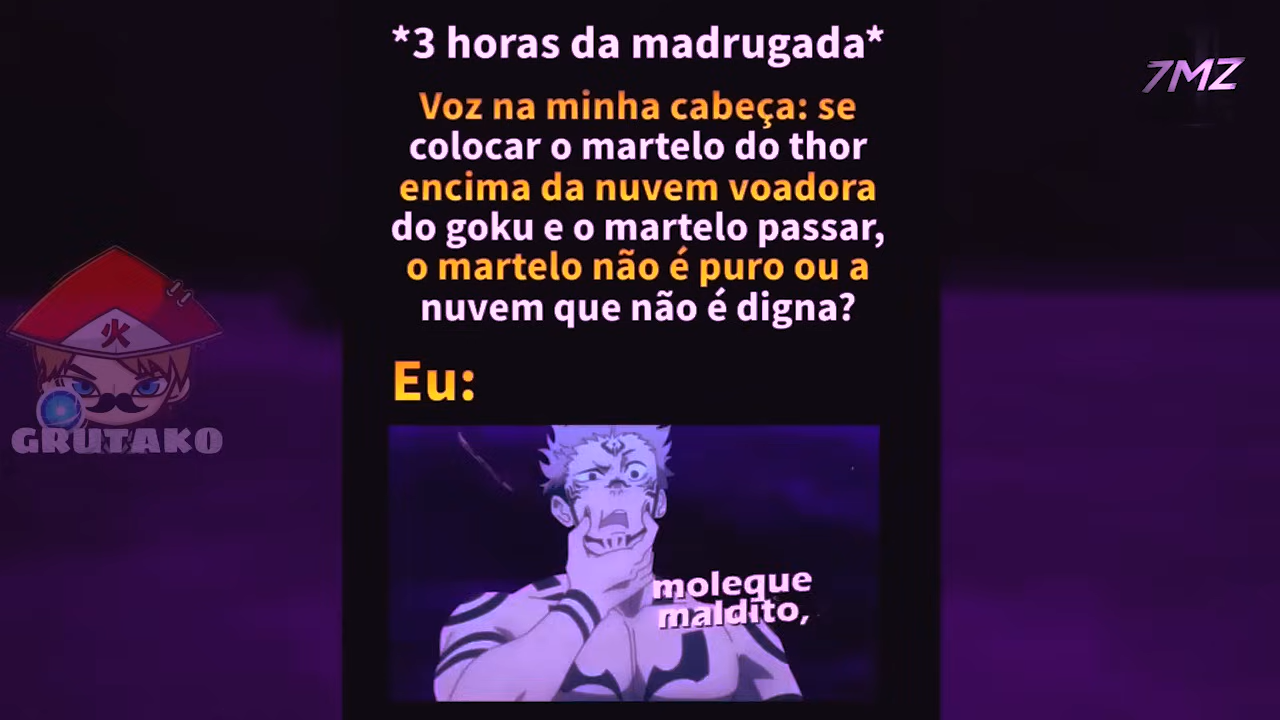 *3 horas da madrugada*
7MZ
Voz na minha cabeça: se
colocar o martelo do thor
encima da nuvem voadora
do goku e o martelo passar,
o martelo não é puro ou a
nuvem que não é digna?
火
GRUTAKO
Eu:
moleque
maldito,